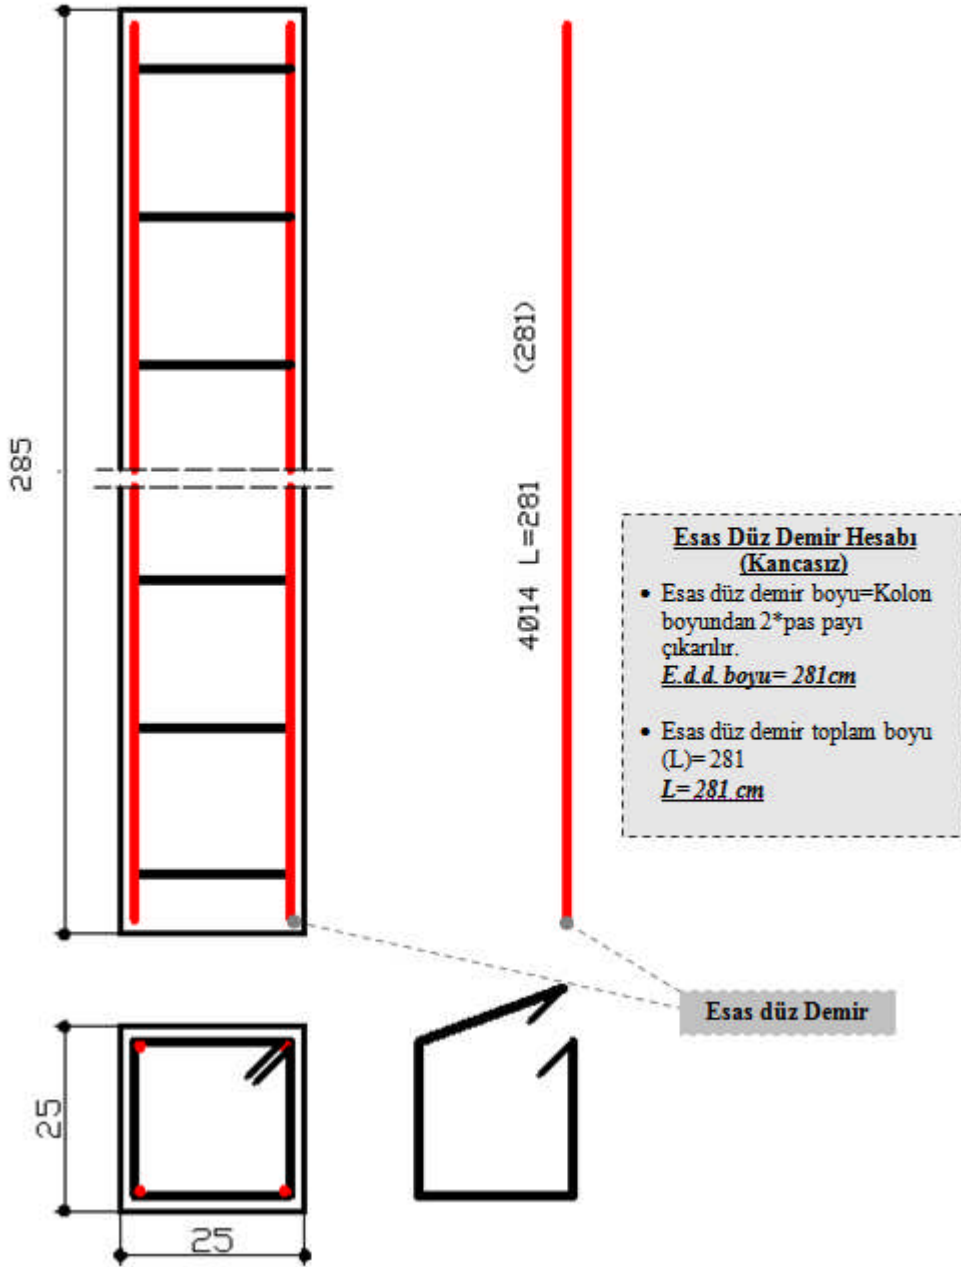 285
4Ø14 L=281 (281)
Esas Düz Demir Hesabı
(Kancasız)
• Esas düz demir boyu=Kolon
boyundan 2*pas payı
çıkarılır.
E.d.d. boyu= 281cm
• Esas düz demir toplam boyu
(L)= 281
L= 281 cm
Esas düz Demir
25
25